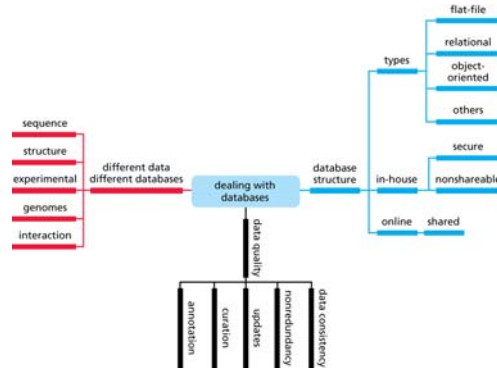 flat-file
relational
object-
oriented
others
types
sequence
structure
experimental
genomes
interaction
different data
different databases
dealing with
databases
database
structure
in-house
secure
nonshareable
online
shared
data quality
annotation
curation
updates
nonredundancy
data consistency